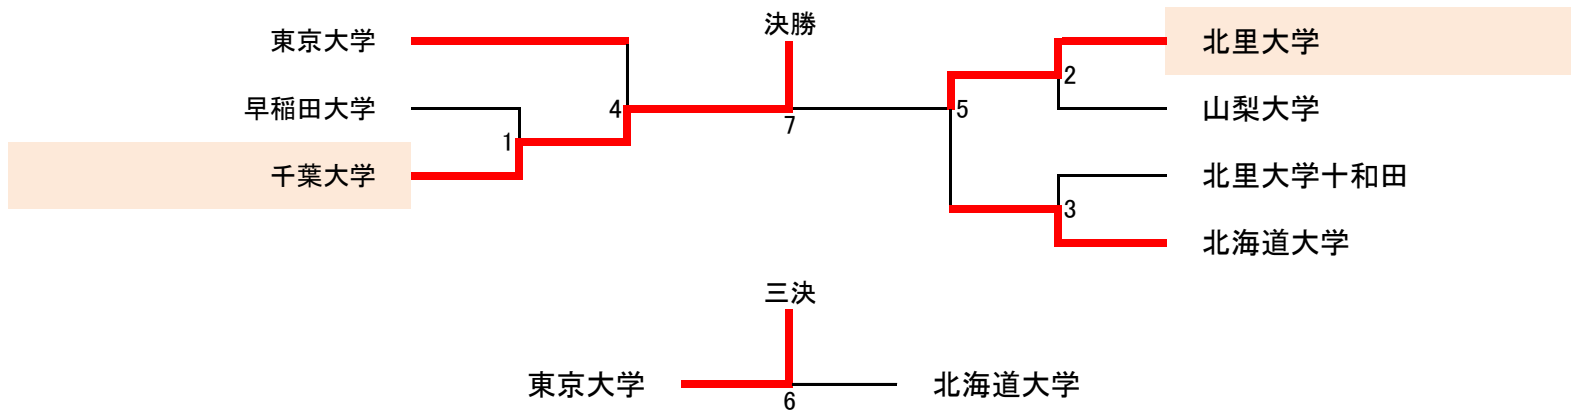 決勝
東京大学
北里大学
2
早稲田大学
4
7
5
山梨大学
1
千葉大学
北里大学十和田
3
北海道大学
三決
東京大学
北海道大学
6